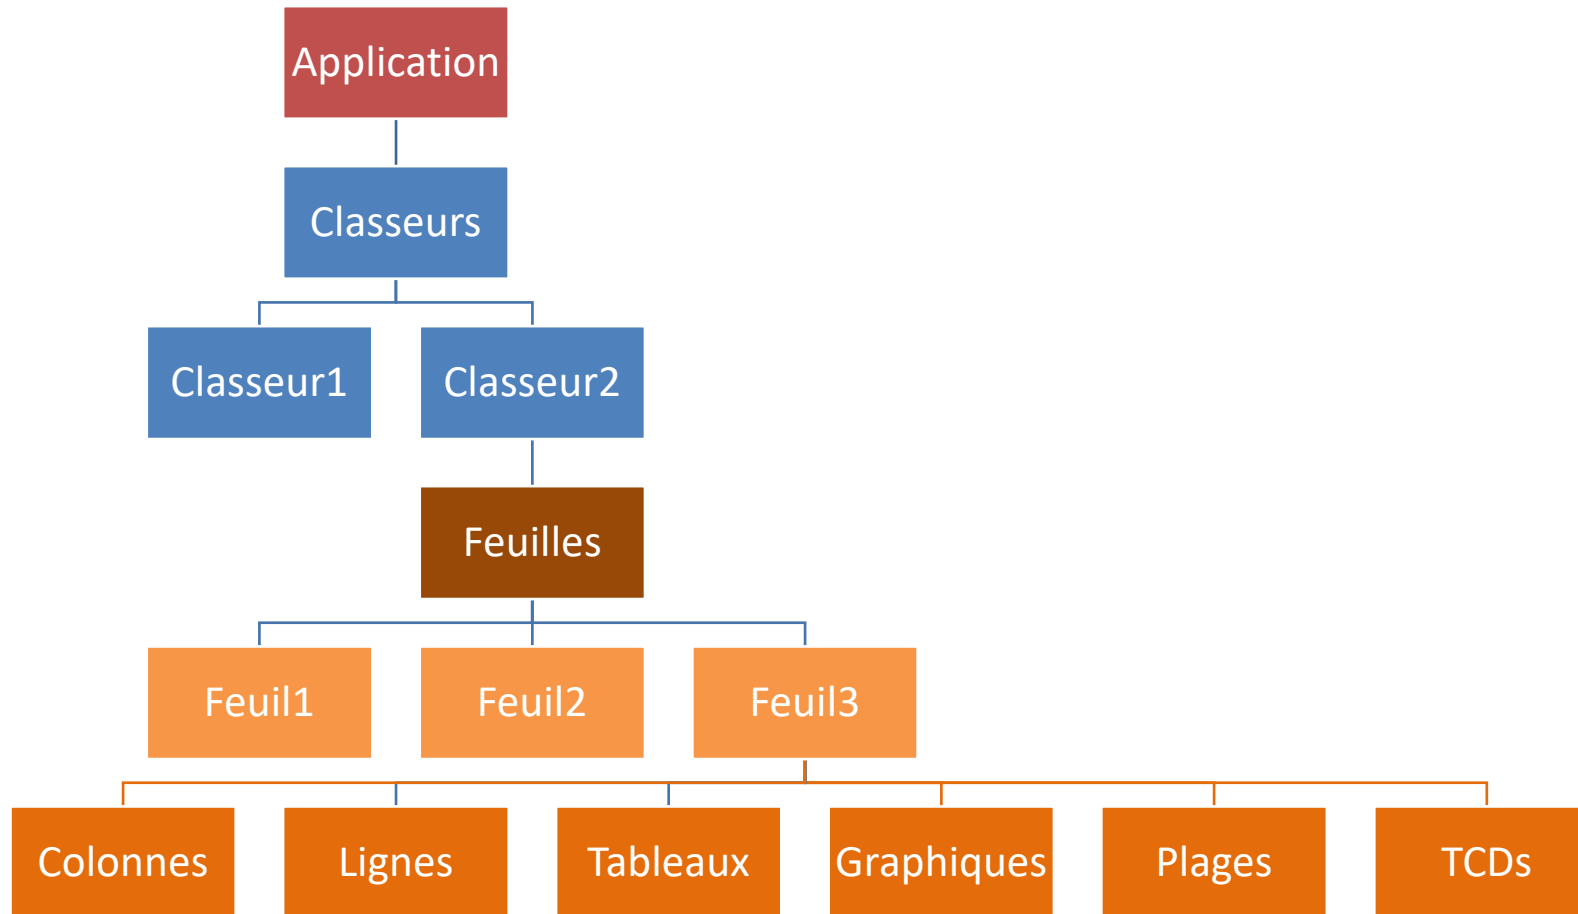 Application
Classeurs
Classeur1
Classeur2
Feuilles
Feuil1
Feuil2
Feuil3
Colonnes
Lignes
Tableaux
Graphiques
Plages
TCDs